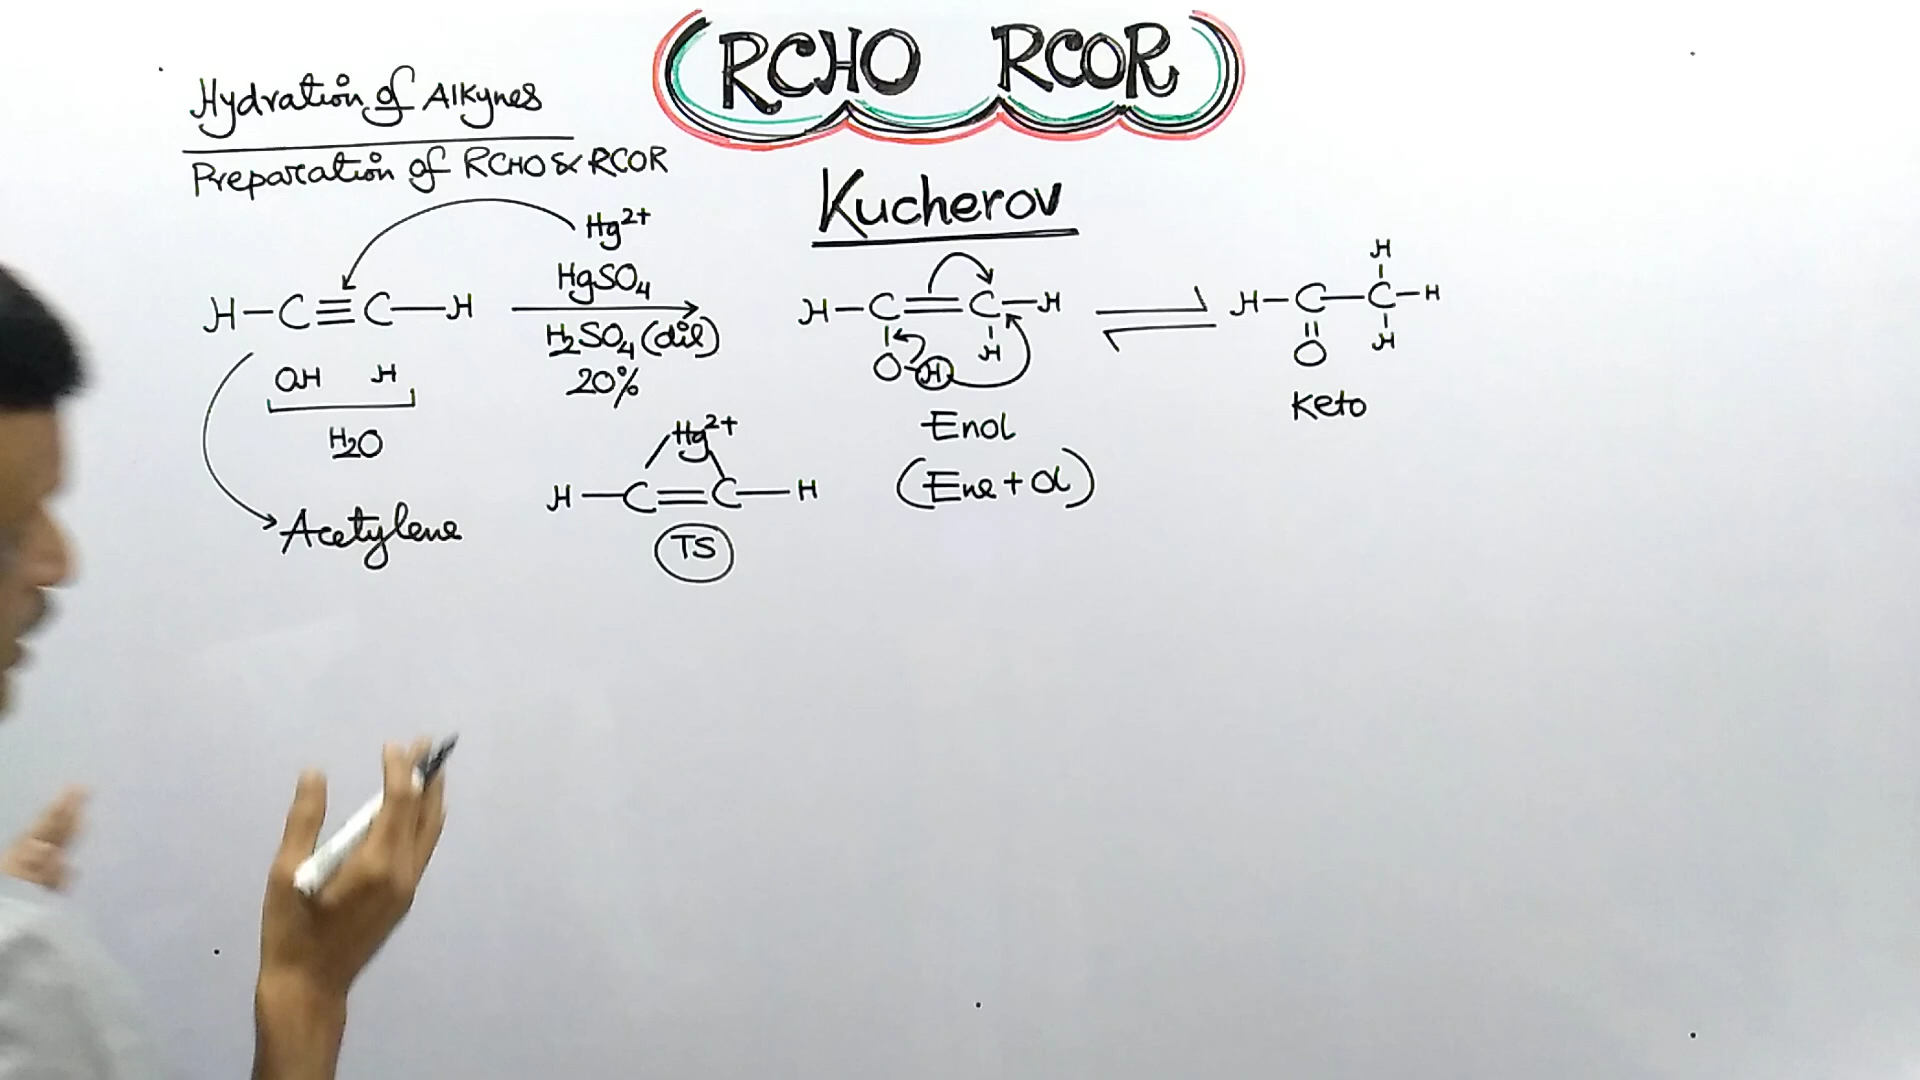 RCHO RCOR
Hydration of Alkynes
Preparation of RCHO & RCOR
Kucherov
Hg2+
HgSO4
H2SO4 (dil)
20%
H-C≡C-H
OH H
H2O
Acetylene
Hg2+
H-C=C-H
TS
H-C=C-H
O-H H
Enol
(Ene + ol)
⇌
H
H-C-C-H
O H
Keto